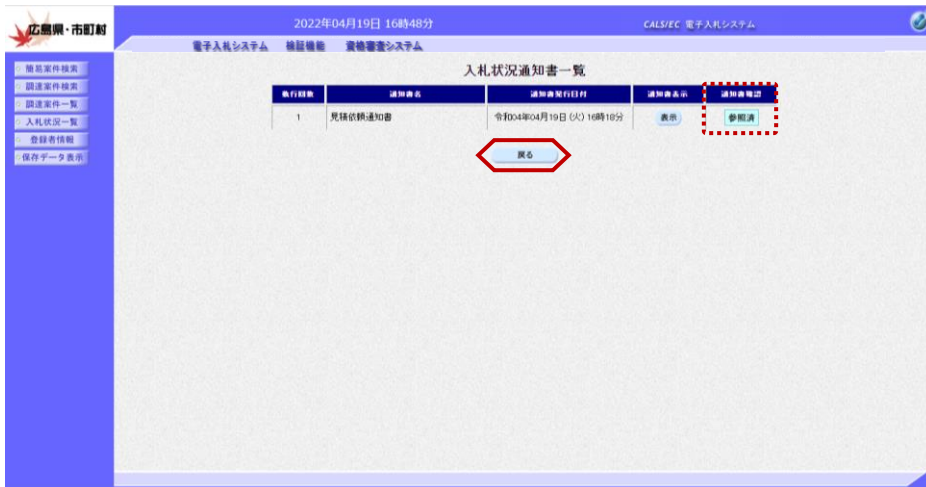 広島県・市町村
2022年04月19日 16時48分
CALS/EC 電子入札システム
電子入札システム 検証機能 資格審査システム
簡易案件検索
調達案件検索
調達案件一覧
入札状況一覧
登録者情報
保存データ表示
入札状況通知書一覧
執行回数 通知書名 通知書発行日付 通知書表示 通知書確認
1 見積依頼通知書 令和04年04月19日 (火) 16時18分 表示 参照済
戻る